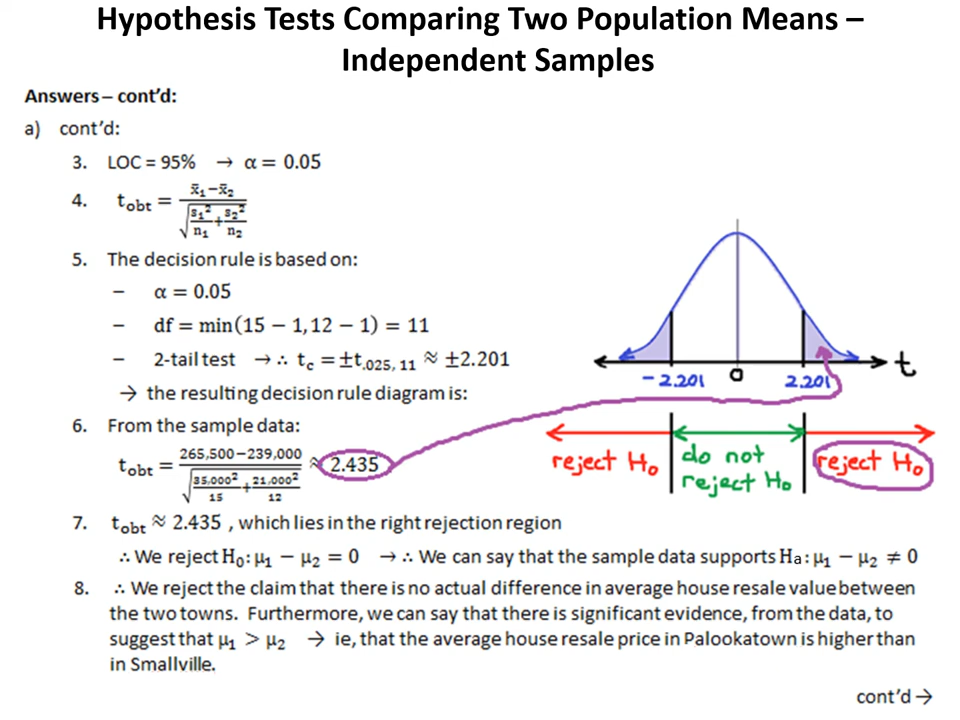 Hypothesis Tests Comparing Two Population Means –
Independent Samples
Answers – cont’d:
a) cont’d:
3. LOC = 95% → α = 0.05
4. t_obt = (x̄₁−x̄₂) / √(s₁²/n₁ + s₂²/n₂)
5. The decision rule is based on:
– α = 0.05
– df = min(15 − 1, 12 − 1) = 11
– 2-tail test → ∴ t_c = ±t.₀₂₅, ₁₁ ≈ ±2.201
→ the resulting decision rule diagram is:
t
-2.201 0 2.201
reject H₀ do not reject H₀ reject H₀
6. From the sample data:
t_obt = (265,500−239,000) / √(35,000²/15 + 21,000²/12) ≈ 2.435
7. t_obt ≈ 2.435 , which lies in the right rejection region
∴ We reject H₀: μ₁ − μ₂ = 0 → ∴ We can say that the sample data supports Ha: μ₁ − μ₂ ≠ 0
8. ∴ We reject the claim that there is no actual difference in average house resale value between
the two towns. Furthermore, we can say that there is significant evidence, from the data, to
suggest that μ₁ > μ₂ → ie, that the average house resale price in Palookatown is higher than
in Smallville.
cont’d →